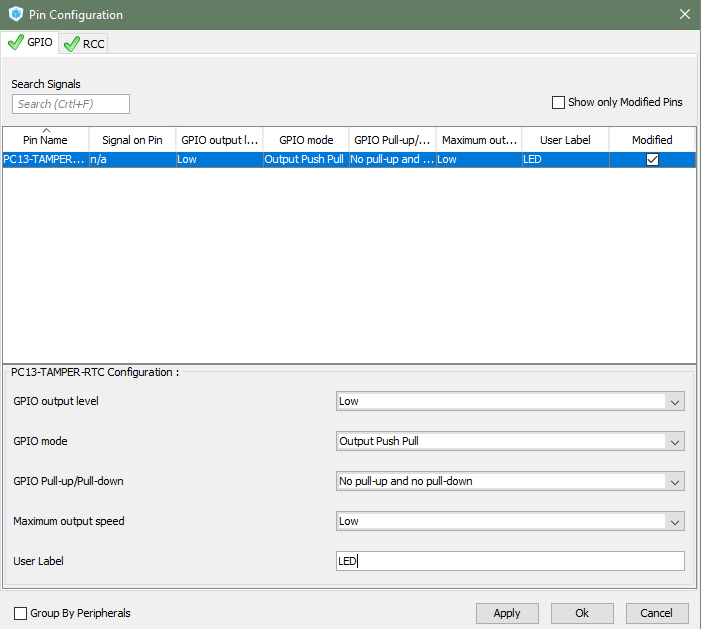 Pin Configuration
GPIO RCC
Search Signals
Search (Crtl+F)
Show only Modified Pins
Pin Name Signal on Pin GPIO output l... GPIO mode GPIO Pull-up/... Maximum out... User Label Modified
PC13-TAMPER... n/a Low Output Push Pull No pull-up and ... Low LED
PC13-TAMPER-RTC Configuration :
GPIO output level Low
GPIO mode Output Push Pull
GPIO Pull-up/Pull-down No pull-up and no pull-down
Maximum output speed Low
User Label LED
Group By Peripherals Apply Ok Cancel